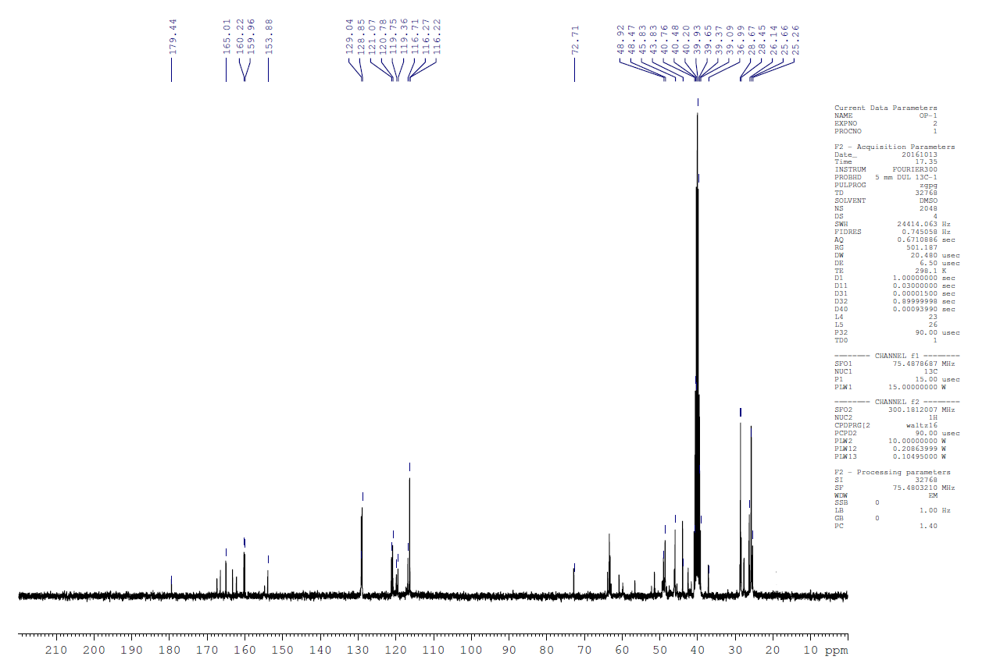 179.44
165.01
160.22
159.96
153.88
129.04
128.85
121.07
120.78
119.75
119.36
116.71
116.27
116.22
72.71
48.92
48.47
45.83
43.83
40.76
40.48
40.20
39.93
39.65
39.37
39.09
36.99
28.67
28.45
26.14
25.66
25.26
Current Data Parameters
NAME OP-1
EXPNO 2
PROCNO 1
F2 - Acquisition Parameters
Date_ 20161013
Time 17.35
INSTRUM FOURIER300
PROBHD 5 mm DUL 13C-1
PULPROG zgpg
TD 32768
SOLVENT DMSO
NS 2048
DS 4
SWH 24414.063 Hz
FIDRES 0.745058 Hz
AQ 0.6710886 sec
RG 501.187
DW 20.480 usec
DE 6.50 usec
TE 298.1 K
D1 1.00000000 sec
D11 0.03000000 sec
D31 0.00001500 sec
D32 0.89999998 sec
D40 0.00093990 sec
L4 23
L5 26
P32 90.00 usec
TD0 1
======== CHANNEL f1 ========
SFO1 75.4878687 MHz
NUC1 13C
P1 15.00 usec
PLW1 15.00000000 W
======== CHANNEL f2 ========
SFO2 300.1812007 MHz
NUC2 1H
CPDPRG[2 waltz16
PCPD2 90.00 usec
PLW2 10.00000000 W
PLW12 0.20863999 W
PLW13 0.10495000 W
F2 - Processing parameters
SI 32768
SF 75.4803210 MHz
WDW EM
SSB 0
LB 1.00 Hz
GB 0
PC 1.40
210 200 190 180 170 160 150 140 130 120 110 100 90 80 70 60 50 40 30 20 10 ppm